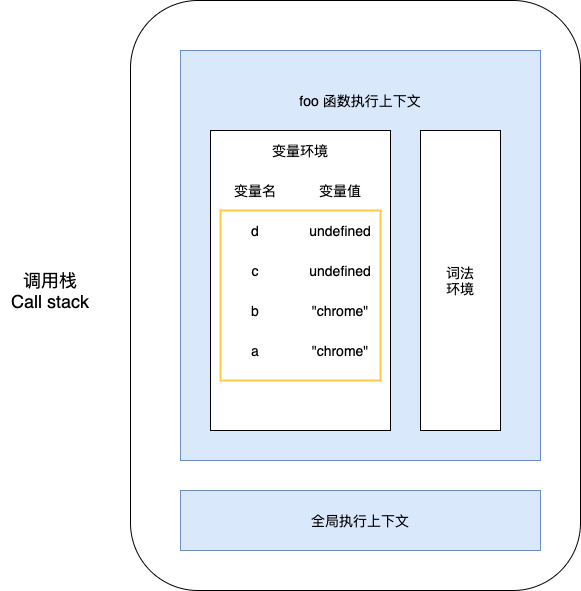 foo 函数执行上下文
变量环境
变量名 变量值
d undefined
c undefined
b "chrome"
a "chrome"
词法
环境
调用栈
Call stack
全局执行上下文